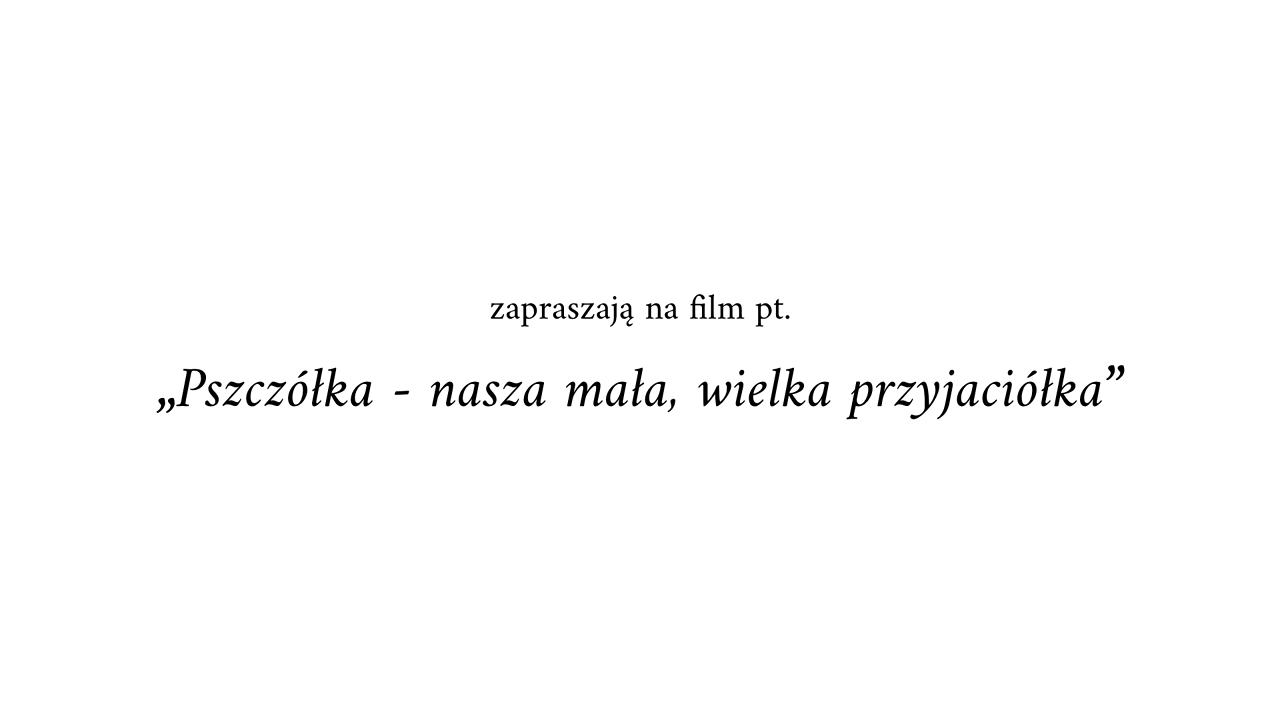 zapraszają na film pt.
„Pszczółka - nasza mała, wielka przyjaciółka”